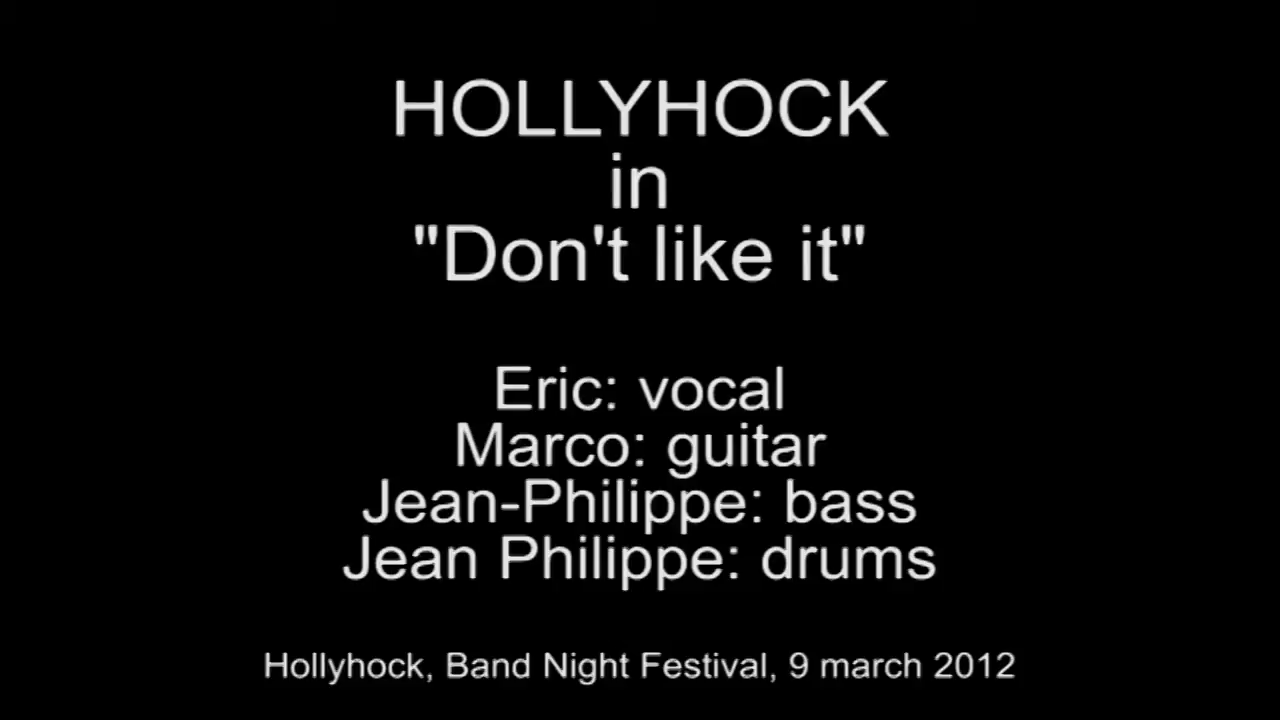 HOLLYHOCK
in
"Don't like it"
Eric: vocal
Marco: guitar
Jean-Philippe: bass
Jean Philippe: drums
Hollyhock, Band Night Festival, 9 march 2012